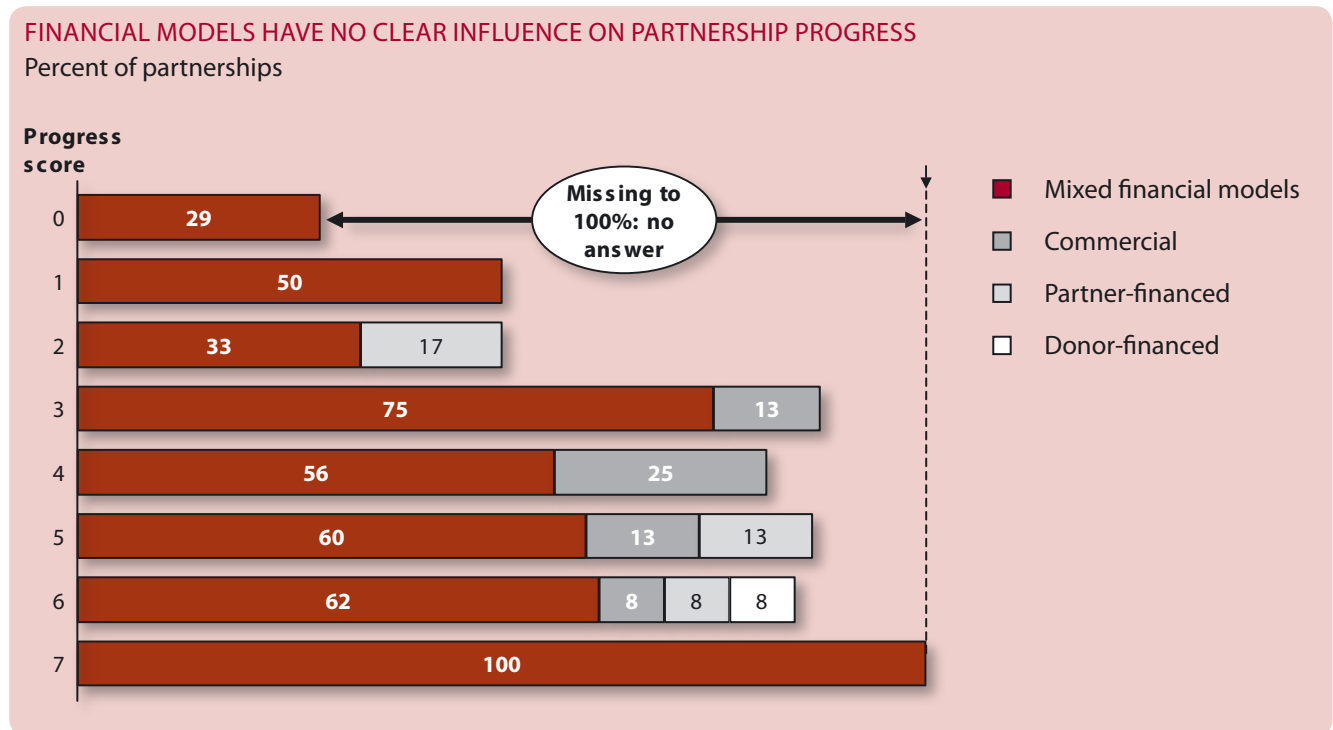 FINANCIAL MODELS HAVE NO CLEAR INFLUENCE ON PARTNERSHIP PROGRESS
Percent of partnerships
Progress
score
Missing to
100%: no
answer
0 29
1 50
2 33 17
3 75 13
4 56 25
5 60 13 13
6 62 8 8 8
7 100
Mixed financial models
Commercial
Partner-financed
Donor-financed